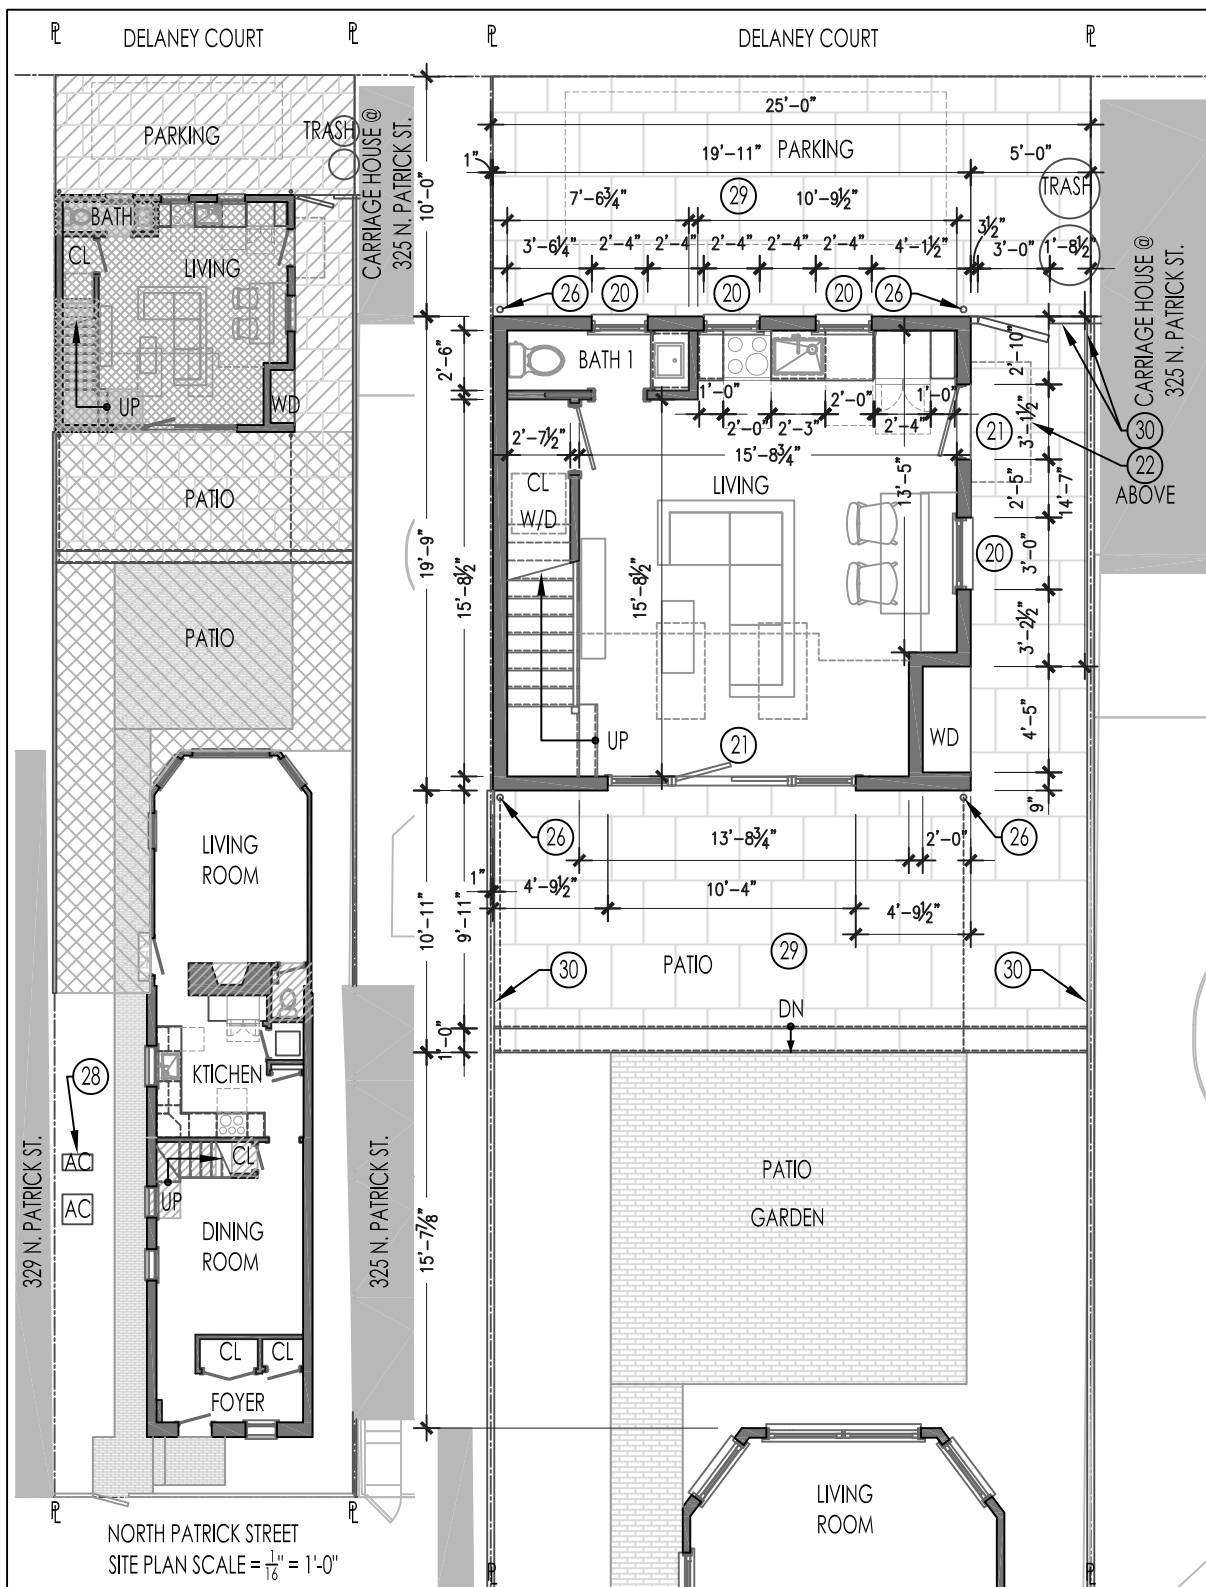 PL
DELANEY COURT
PL
PL
DELANEY COURT
PL
PARKING
TRASH
CARRIAGE HOUSE @
325 N. PATRICK ST.
BATH
CL
LIVING
UP
WD
PATIO
PATIO
LIVING
ROOM
KTICHEN
28
AC
AC
CL
UP
DINING
ROOM
CL
CL
FOYER
329 N. PATRICK ST.
325 N. PATRICK ST.
NORTH PATRICK STREET
SITE PLAN SCALE = 1/16" = 1'-0"
PL
PL
25'-0"
1"
19'-11"
PARKING
5'-0"
TRASH
7'-6¾"
29
10'-9½"
3½"
3'-6¼"
2'-4"
2'-4"
2'-4"
2'-4"
2'-4"
4'-1½"
3'-0"
1'-8½"
26
20
20
20
26
10'-0"
CARRIAGE HOUSE @
325 N. PATRICK ST.
2'-6"
BATH 1
2'-10"
1'-0"
2'-0"
1'-0"
2'-0"
2'-3"
2'-4"
3'-1½"
21
30
22
ABOVE
2'-7½"
15'-8¾"
LIVING
13'-5"
2'-5"
14'-7"
CL
W/D
20
3'-0"
19'-9"
15'-8½"
15'-8½"
3'-2½"
4'-5"
UP
21
WD
9"
26
13'-8¾"
2'-0"
26
1"
4'-9½"
10'-4"
4'-9½"
10'-11"
9'-11"
30
PATIO
29
30
DN
1'-0"
PATIO
GARDEN
15'-7⅞"
LIVING
ROOM
PL
PL